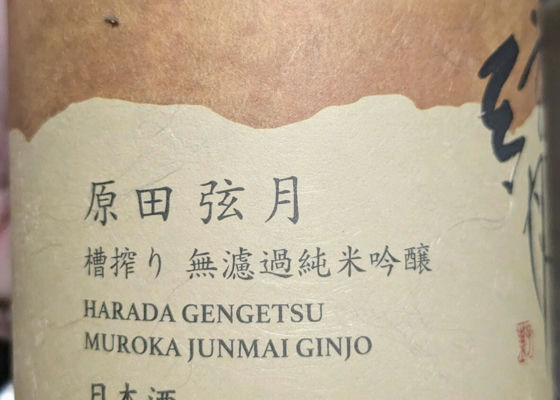 原田 弦月
槽搾り 無濾過純米吟醸
HARADA GENGETSU
MUROKA JUNMAI GINJO
日本酒